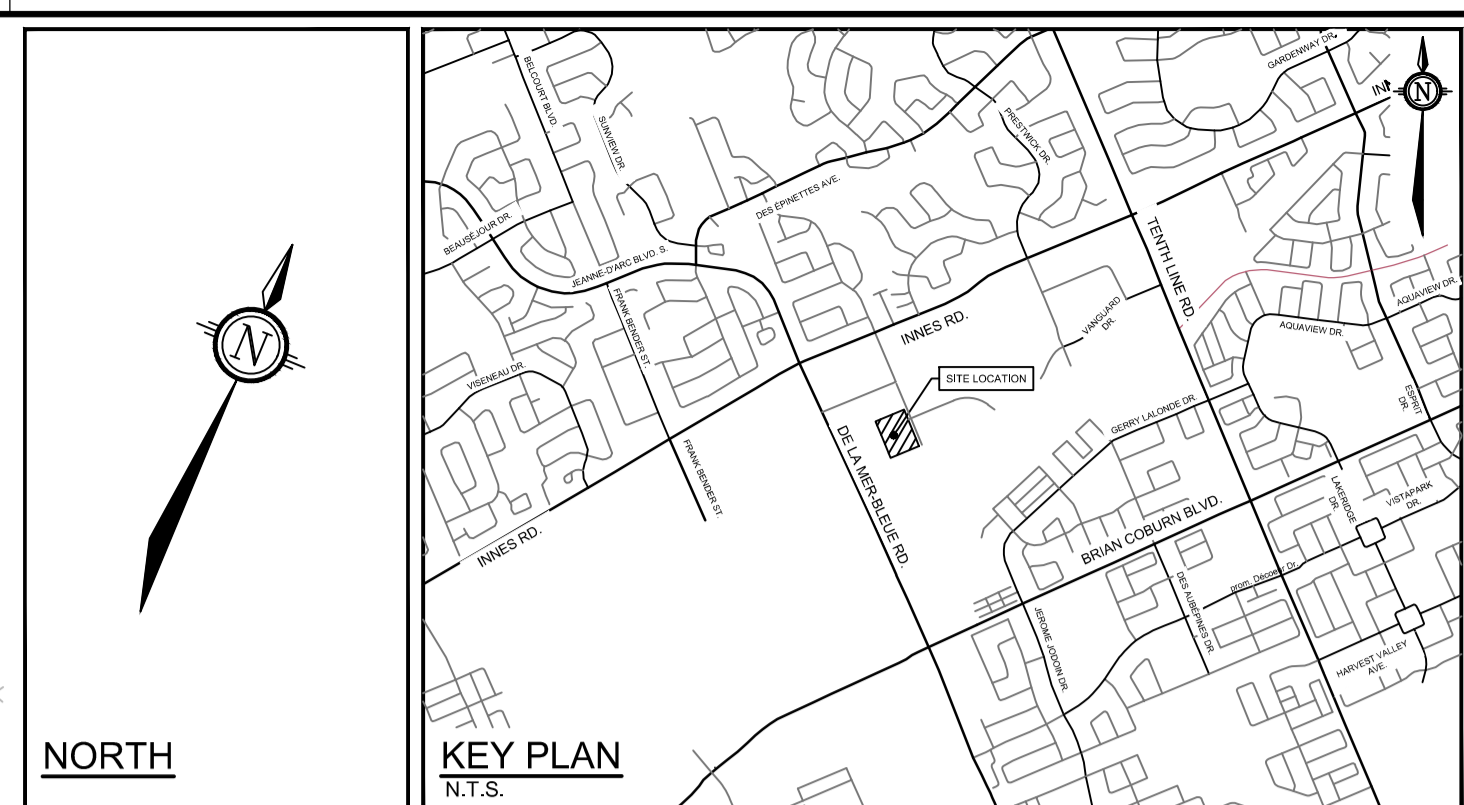 N
NORTH
BELCOURT BLVD.
SUNVIEW DR.
BEAUSÉJOUR DR.
JEANNE-D'ARC BLVD. S.
DES ÉPINETTES AVE.
PRESTWICK DR.
GARDENWAY DR.
N
TENTH LINE RD.
FRANK BENDER ST.
VISENEAU DR.
INNES RD.
VANGUARD
DR.
AQUAVIEW DR.
AQUAVIEW DR.
SITE LOCATION
ESPRIT
DR.
GERRY LALONDE DR.
DE LA MER-BLEUE RD.
FRANK BENDER ST.
INNES RD.
BRIAN COBURN BLVD.
LAKERIDGE
DR.
VISTAPARK
DR.
DES AUBÉPINES DR.
prom. Décoeur Dr.
JEROME JODOIN DR.
HARVEST VALLEY
AVE.
KEY PLAN
N.T.S.